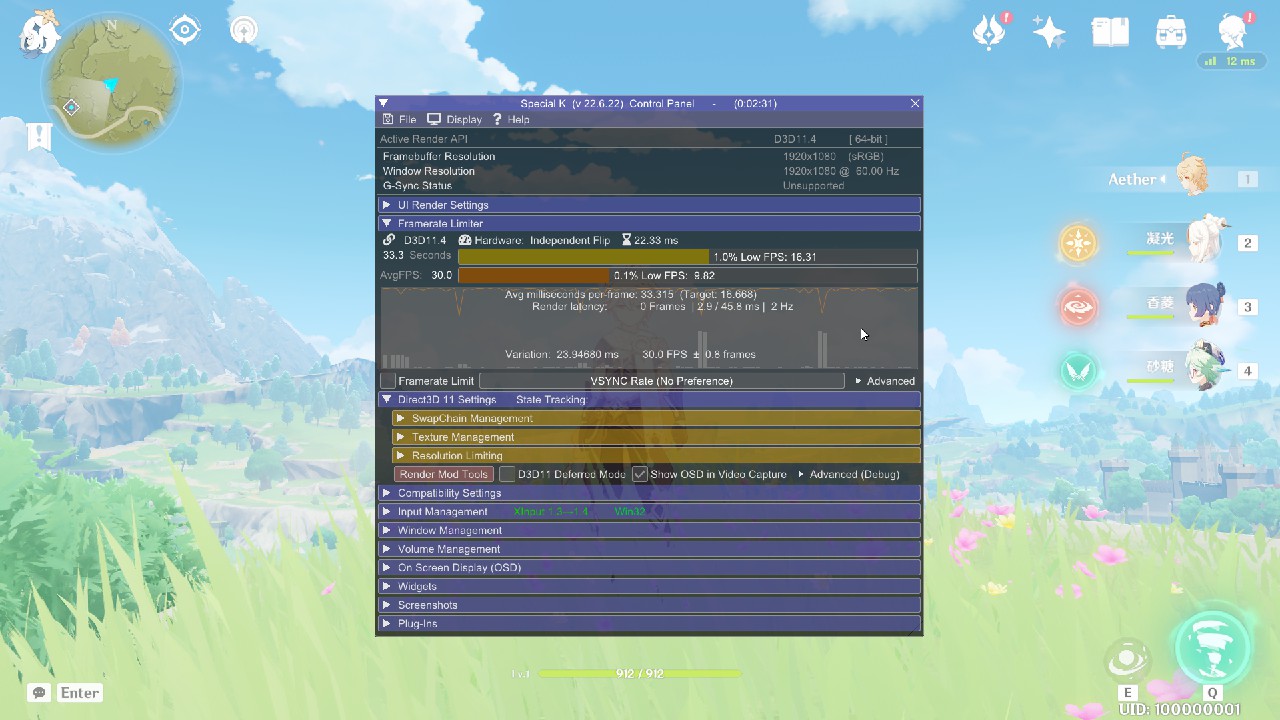 N
12 ms
Special K (v 22.6.22) Control Panel - (0:02:31)
File Display ? Help
Active Render API D3D11.4 [ 64-bit ]
Framebuffer Resolution 1920x1080 (sRGB)
Window Resolution 1920x1080 @ 60.00 Hz
G-Sync Status Unsupported
UI Render Settings
Framerate Limiter
D3D11.4 Hardware: Independent Flip 22.33 ms
33.3 Seconds 1.0% Low FPS: 16.31
AvgFPS: 30.0 0.1% Low FPS: 9.82
Avg milliseconds per-frame: 33.315 (Target: 16.668)
Render latency: 0 Frames | 2.9 / 45.8 ms | 2 Hz
Variation: 23.94680 ms 30.0 FPS ± 0.8 frames
Framerate Limit VSYNC Rate (No Preference) Advanced
Direct3D 11 Settings State Tracking:
SwapChain Management
Texture Management
Resolution Limiting
Render Mod Tools D3D11 Deferred Mode Show OSD in Video Capture Advanced (Debug)
Compatibility Settings
Input Management XInput 1.3—1.4 Win32
Window Management
Volume Management
On Screen Display (OSD)
Widgets
Screenshots
Plug-Ins
Aether 1
凝光 2
香菱 3
砂糖 4
Lv.1 912 / 912
Enter
E Q
UID: 100000001